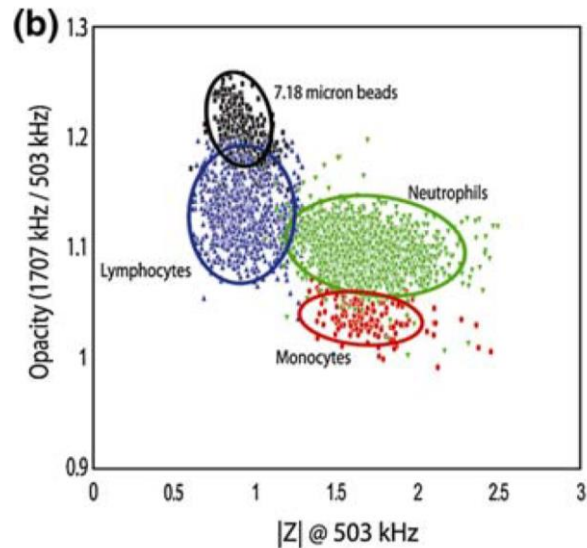 (b)
1.3
1.2
1.1
1
0.9
Opacity (1707 kHz / 503 kHz)
7.18 micron beads
Neutrophils
Lymphocytes
Monocytes
0
0.5
1
1.5
2
2.5
3
|Z| @ 503 kHz